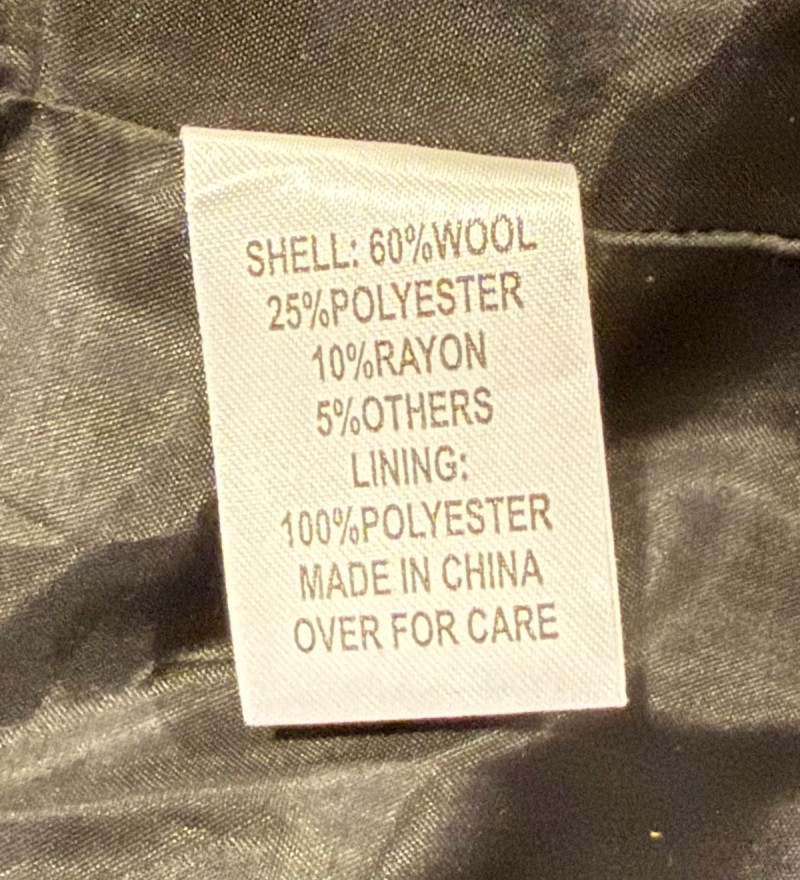 SHELL: 60%WOOL
25%POLYESTER
10%RAYON
5%OTHERS
LINING:
100%POLYESTER
MADE IN CHINA
OVER FOR CARE